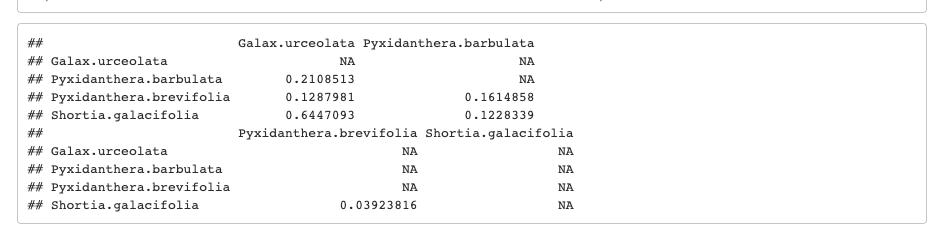 ##                         Galax.urceolata Pyxidanthera.barbulata
## Galax.urceolata                      NA                     NA
## Pyxidanthera.barbulata        0.2108513                     NA
## Pyxidanthera.brevifolia       0.1287981              0.1614858
## Shortia.galacifolia           0.6447093              0.1228339
##                         Pyxidanthera.brevifolia Shortia.galacifolia
## Galax.urceolata                              NA                  NA
## Pyxidanthera.barbulata                       NA                  NA
## Pyxidanthera.brevifolia                      NA                  NA
## Shortia.galacifolia                  0.03923816                  NA